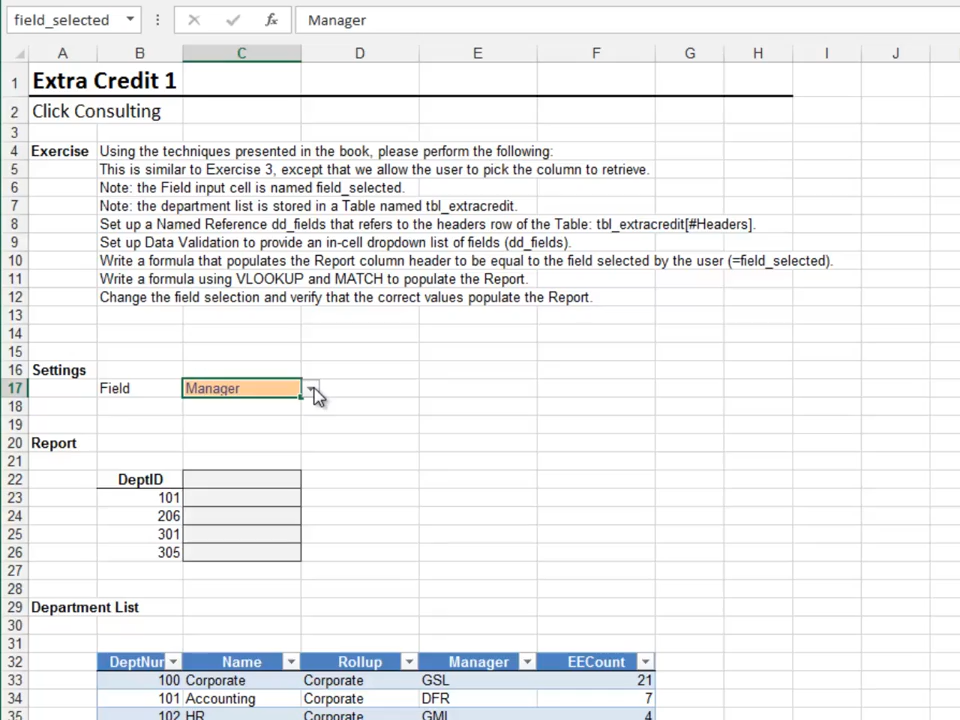 field_selected
fx
Manager
A B C D E F G H I J
1 Extra Credit 1
2 Click Consulting
3
4 Exercise Using the techniques presented in the book, please perform the following:
5 This is similar to Exercise 3, except that we allow the user to pick the column to retrieve.
6 Note: the Field input cell is named field_selected.
7 Note: the department list is stored in a Table named tbl_extracredit.
8 Set up a Named Reference dd_fields that refers to the headers row of the Table: tbl_extracredit[#Headers].
9 Set up Data Validation to provide an in-cell dropdown list of fields (dd_fields).
10 Write a formula that populates the Report column header to be equal to the field selected by the user (=field_selected).
11 Write a formula using VLOOKUP and MATCH to populate the Report.
12 Change the field selection and verify that the correct values populate the Report.
13
14
15
16 Settings
17 Field Manager
18
19
20 Report
21
22 DeptID
23 101
24 206
25 301
26 305
27
28
29 Department List
30
31
32 DeptNum Name Rollup Manager EECount
33 100 Corporate Corporate GSL 21
34 101 Accounting Corporate DFR 7
35 102 HR Corporate GML 4